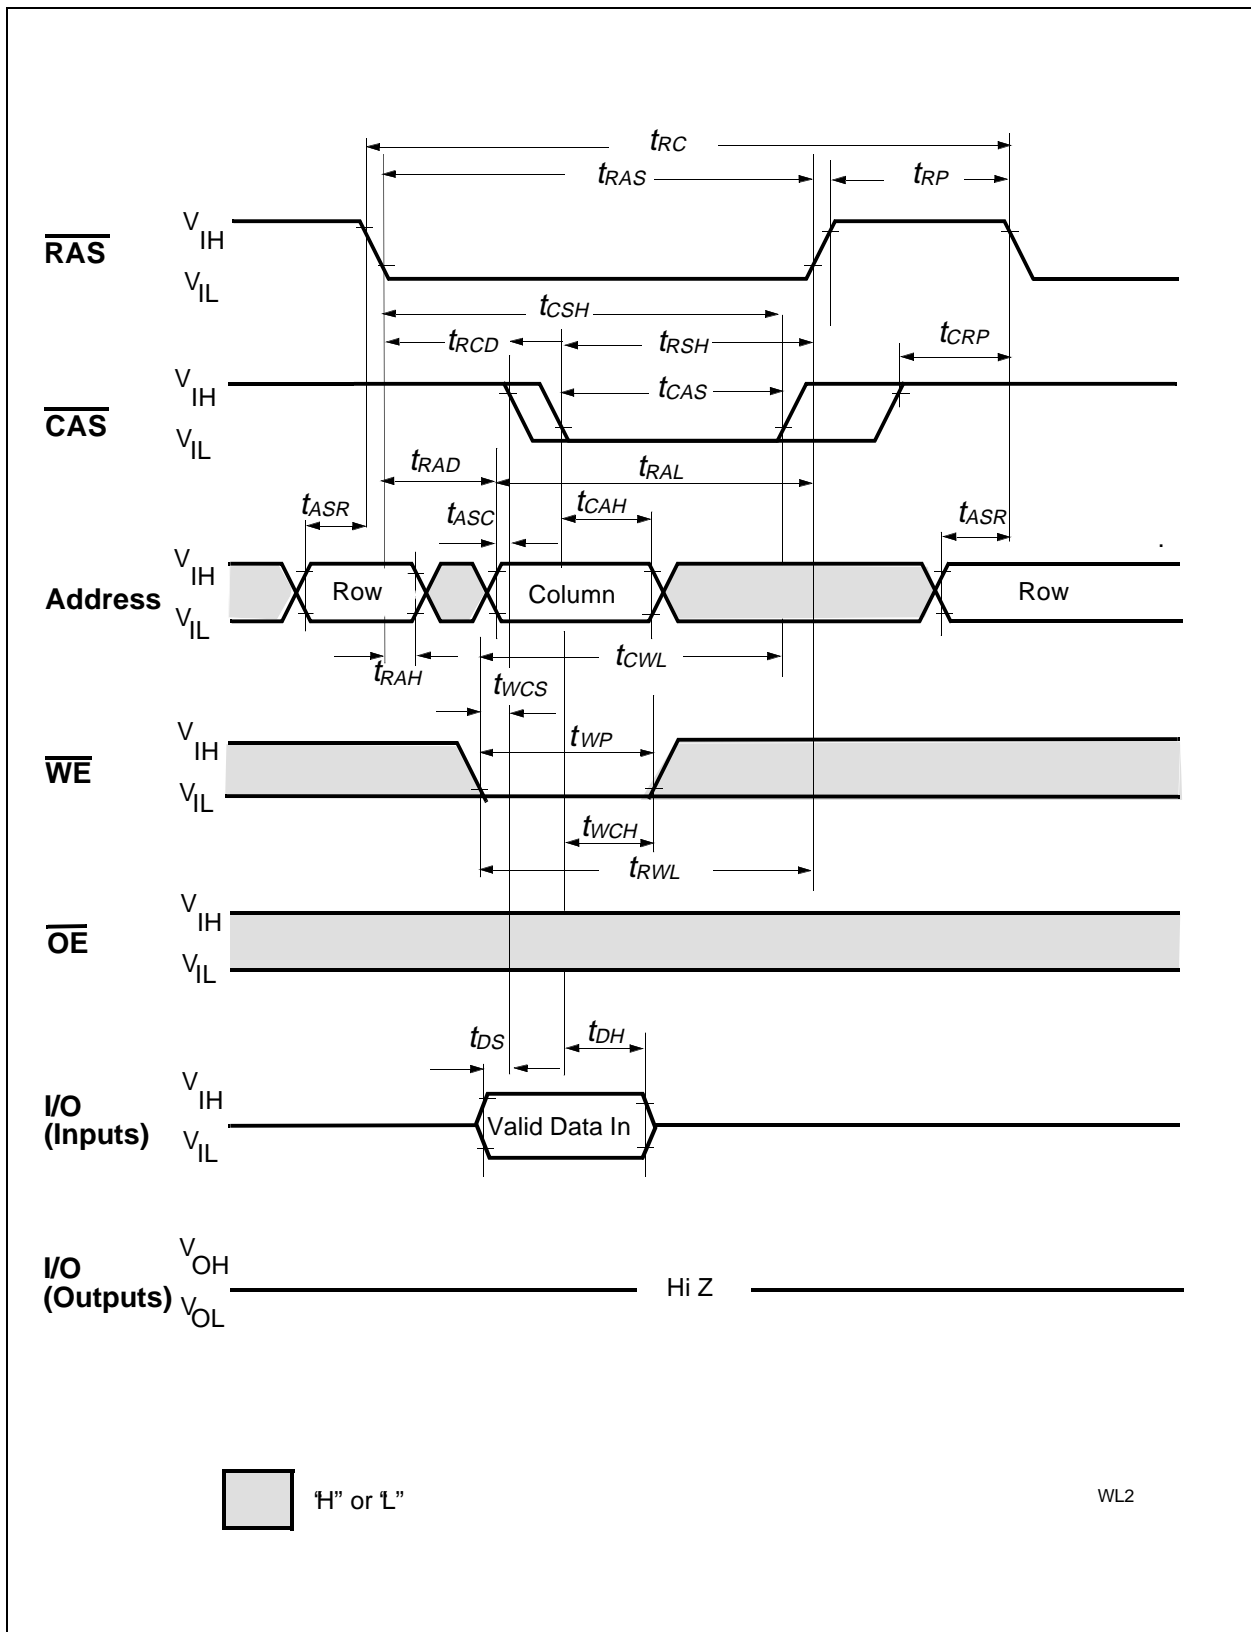 tRC
tRAS
tRP
RAS
VIH
VIL
tCSH
tRCD
tRSH
tCRP
CAS
VIH
VIL
tCAS
tRAD
tRAL
tASR
tASC
tCAH
tASR
Address
VIH
VIL
Row
Column
Row
tRAH
tCWL
tWCS
WE
VIH
VIL
tWP
tWCH
tRWL
OE
VIH
VIL
tDS
tDH
I/O
(Inputs)
VIH
VIL
Valid Data In
I/O
(Outputs)
VOH
VOL
Hi Z
“H” or “L”
WL2